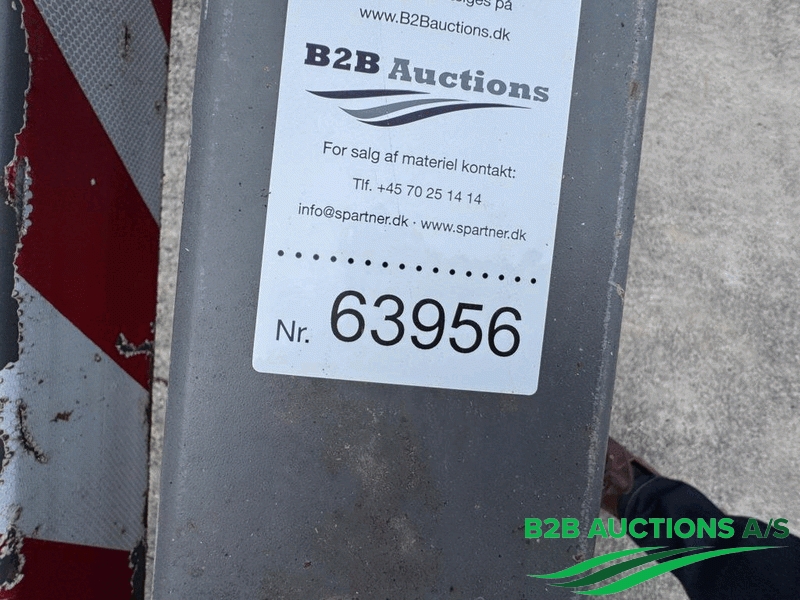 på
www.B2Bauctions.dk
B2B Auctions
For salg af materiel kontakt:
Tlf. +45 70 25 14 14
info@spartner.dk · www.spartner.dk
Nr. 63956
B2B AUCTIONS A/S